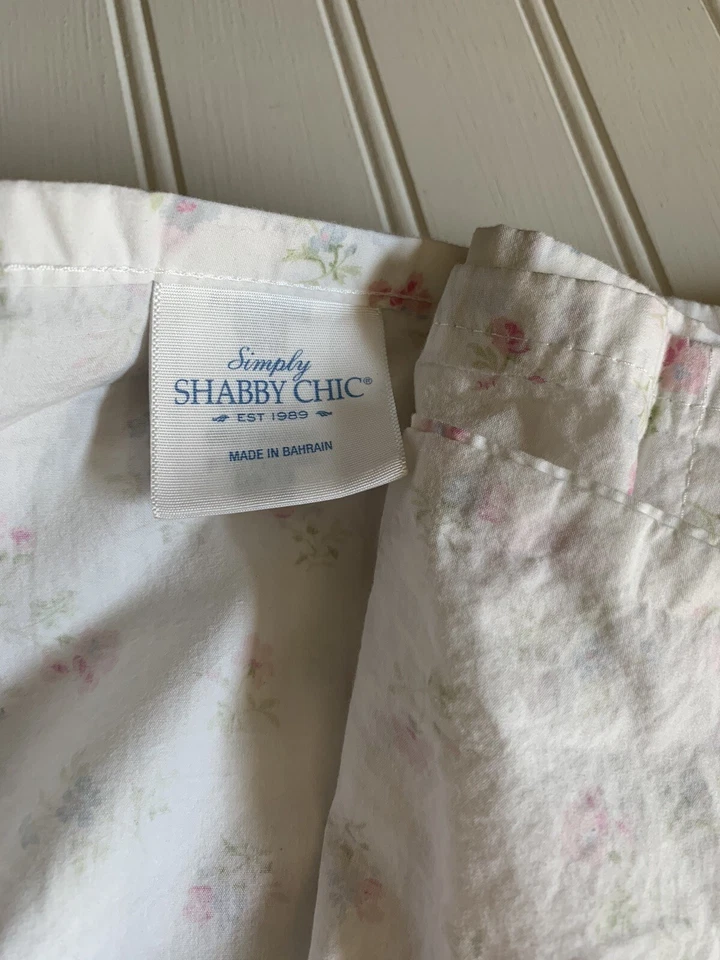 Simply
SHABBY CHIC®
EST 1989
MADE IN BAHRAIN